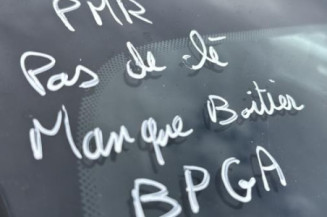 PMR
Pas de clé
Manque Boitier
BPGA